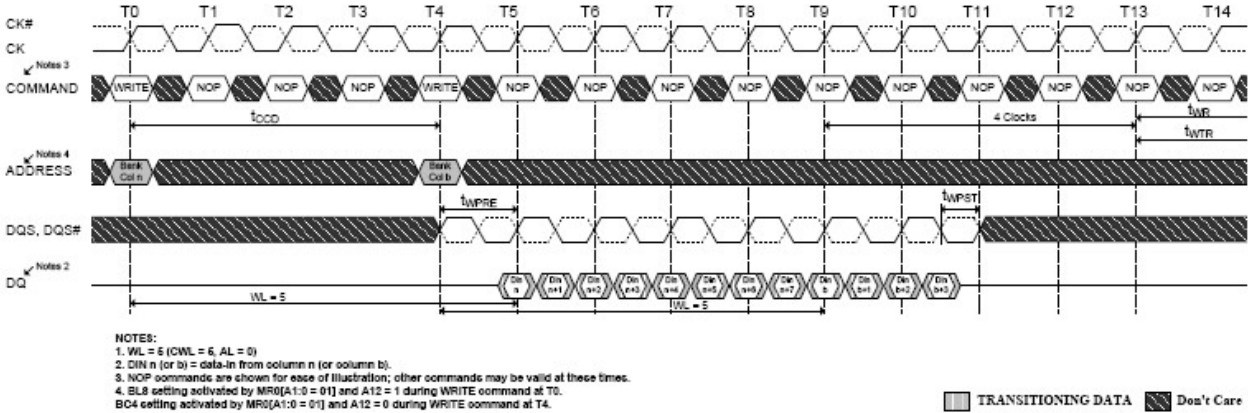 T0 T1 T2 T3 T4 T5 T6 T7 T8 T9 T10 T11 T12 T13 T14
CK#
CK
Notes 3
COMMAND WRITE NOP NOP NOP WRITE NOP NOP NOP NOP NOP NOP NOP NOP NOP NOP
tCCD 4 Clocks tWR
tWTR
Notes 4
ADDRESS Bank Col n Bank Col b
tWPRE tWPST
DQS, DQS#
Notes 2
DQ Din n Din n+1 Din n+2 Din n+3 Din n+4 Din n+5 Din n+6 Din n+7 Din b Din b+1 Din b+2 Din b+3
WL = 5 WL = 5
NOTES:
1. WL = 5 (CWL = 5, AL = 0)
2. DIN n (or b) = data-in from column n (or column b).
3. NOP commands are shown for ease of illustration; other commands may be valid at these times.
4. BL8 setting activated by MR0[A1:0 = 01] and A12 = 1 during WRITE command at T0.
BC4 setting activated by MR0[A1:0 = 01] and A12 = 0 during WRITE command at T4.
TRANSITIONING DATA Don't Care